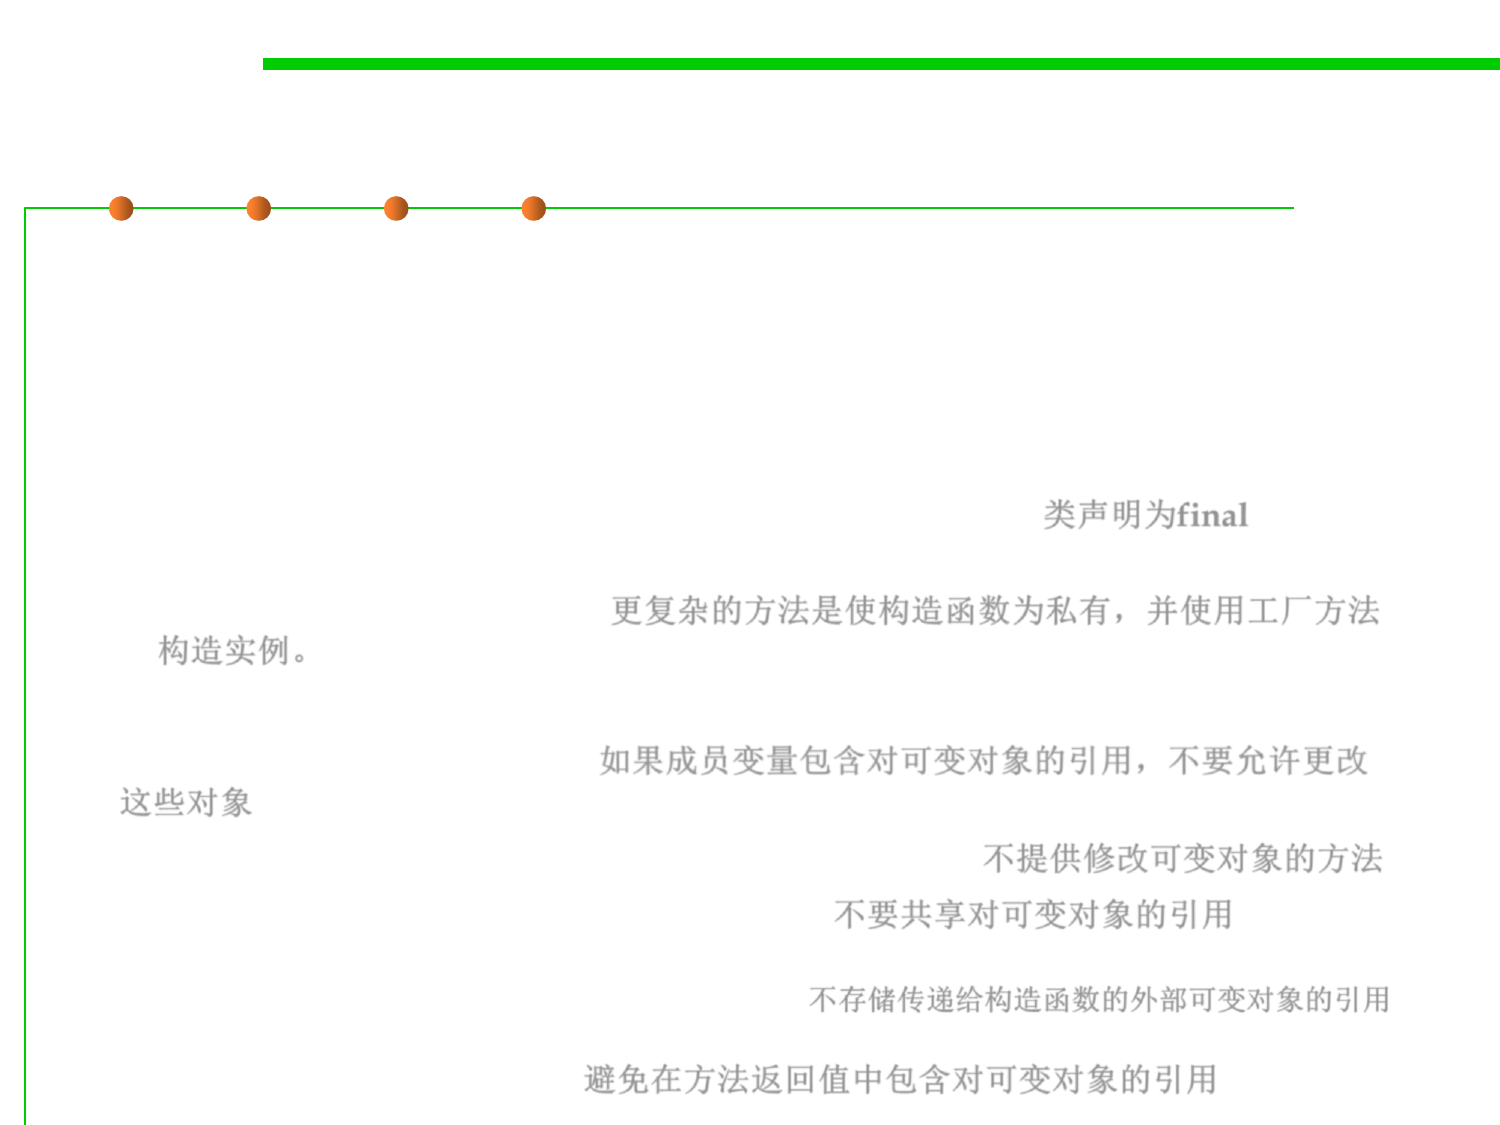 类声明为final
更复杂的方法是使构造函数为私有，并使用工厂方法
构造实例。
如果成员变量包含对可变对象的引用，不要允许更改
这些对象
不提供修改可变对象的方法
不要共享对可变对象的引用
不存储传递给构造函数的外部可变对象的引用
避免在方法返回值中包含对可变对象的引用